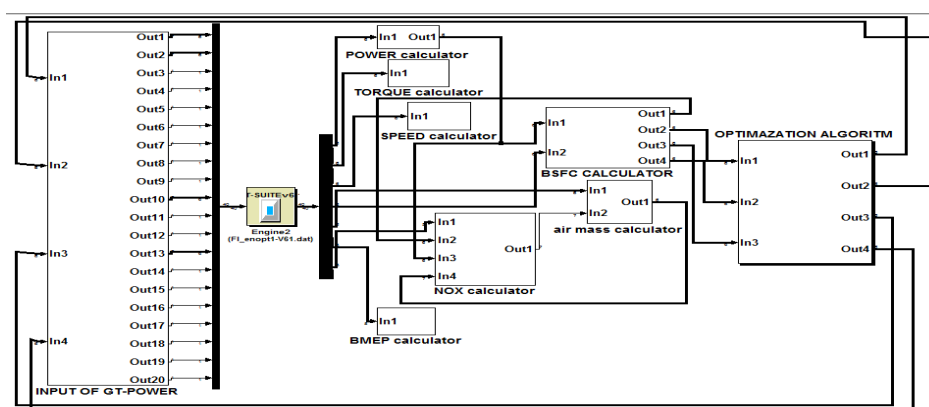 In1
In2
In3
In4
Out1
Out2
Out3
Out4
Out5
Out6
Out7
Out8
Out9
Out10
Out11
Out12
Out13
Out14
Out15
Out16
Out17
Out18
Out19
Out20
INPUT OF GT-POWER
T-SUITEv6
Engine2
(FI_enopt1-V61.dat)
In1 Out1
POWER calculator
In1
TORQUE calculator
In1
SPEED calculator
In1
In2
Out1
Out2
Out3
Out4
BSFC CALCULATOR
In1
In2
Out1
air mass calculator
In1
In2
In3
In4
Out1
NOX calculator
In1
BMEP calculator
OPTIMAZATION ALGORITM
In1
In2
In3
Out1
Out2
Out3
Out4